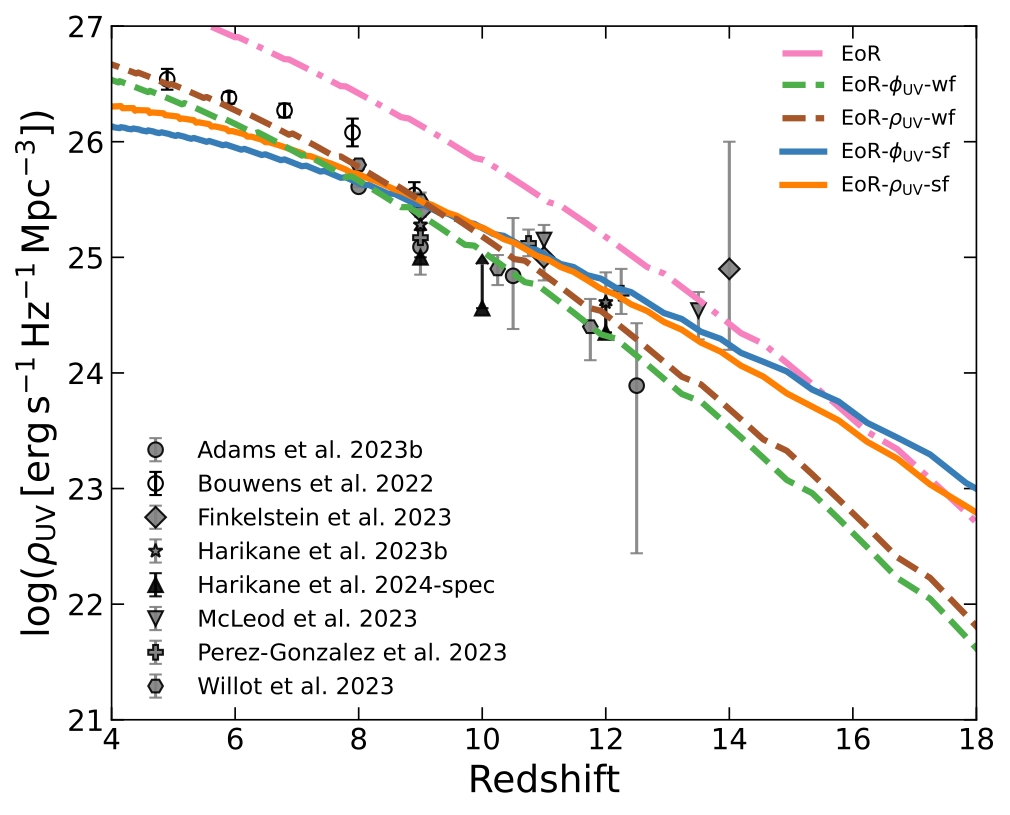 27
26
25
24
23
22
21
log(ρUV [erg s⁻¹ Hz⁻¹ Mpc⁻³])
EoR
EoR-ϕUV-wf
EoR-ρUV-wf
EoR-ϕUV-sf
EoR-ρUV-sf
Adams et al. 2023b
Bouwens et al. 2022
Finkelstein et al. 2023
Harikane et al. 2023b
Harikane et al. 2024-spec
McLeod et al. 2023
Perez-Gonzalez et al. 2023
Willot et al. 2023
4 6 8 10 12 14 16 18
Redshift